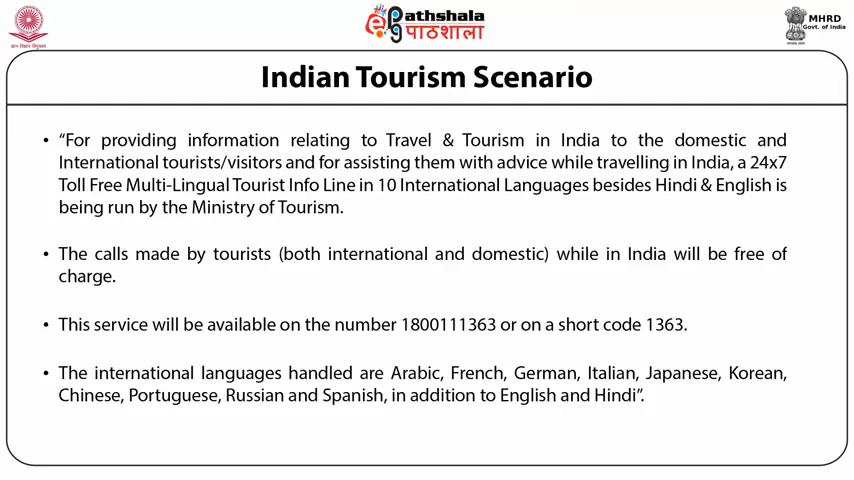 Pathshala
पाठशाला
MHRD
Govt. of India
Indian Tourism Scenario
• “For providing information relating to Travel & Tourism in India to the domestic and
International tourists/visitors and for assisting them with advice while travelling in India, a 24x7
Toll Free Multi-Lingual Tourist Info Line in 10 International Languages besides Hindi & English is
being run by the Ministry of Tourism.
• The calls made by tourists (both international and domestic) while in India will be free of
charge.
• This service will be available on the number 1800111363 or on a short code 1363.
• The international languages handled are Arabic, French, German, Italian, Japanese, Korean,
Chinese, Portuguese, Russian and Spanish, in addition to English and Hindi”.